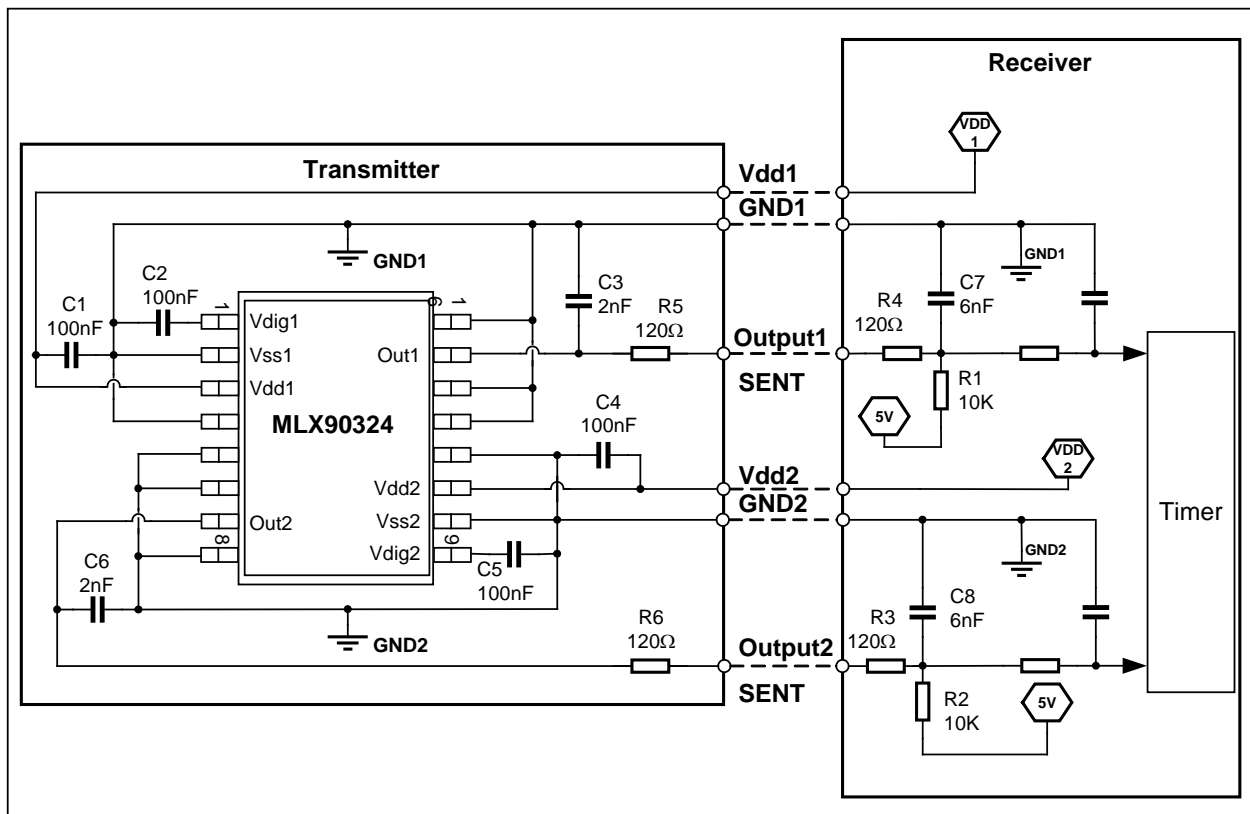 Receiver
VDD
1
Transmitter
Vdd1
GND1
GND1
GND1
C2
100nF
C1
100nF
C3
2nF
R5
120Ω
C7
6nF
R4
120Ω
1
Vdig1
Vss1
Vdd1
1
6
Out1
Output1
SENT
R1
10K
5V
MLX90324
C4
100nF
Vdd2
GND2
VDD
2
Vdd2
Out2
Vss2
8
Vdig2
9
C5
100nF
C6
2nF
GND2
GND2
Timer
R6
120Ω
C8
6nF
R3
120Ω
Output2
SENT
R2
10K
5V